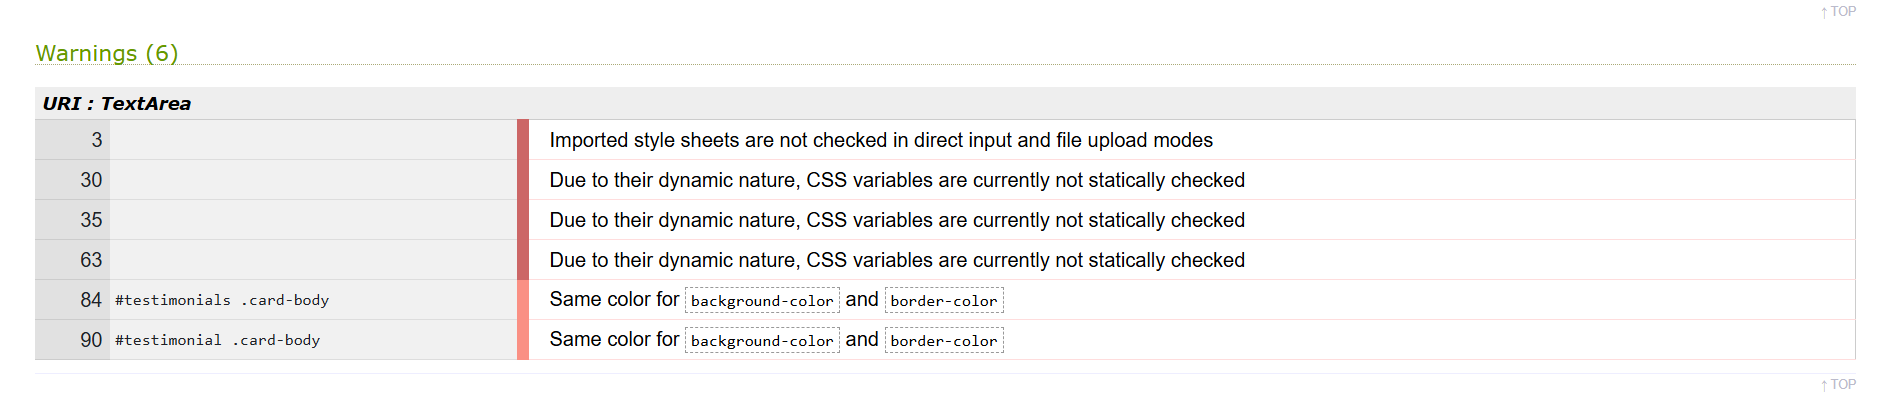 ↑ TOP
Warnings (6)
URI : TextArea
3 Imported style sheets are not checked in direct input and file upload modes
30 Due to their dynamic nature, CSS variables are currently not statically checked
35 Due to their dynamic nature, CSS variables are currently not statically checked
63 Due to their dynamic nature, CSS variables are currently not statically checked
84 #testimonials .card-body Same color for background-color and border-color
90 #testimonial .card-body Same color for background-color and border-color
↑ TOP